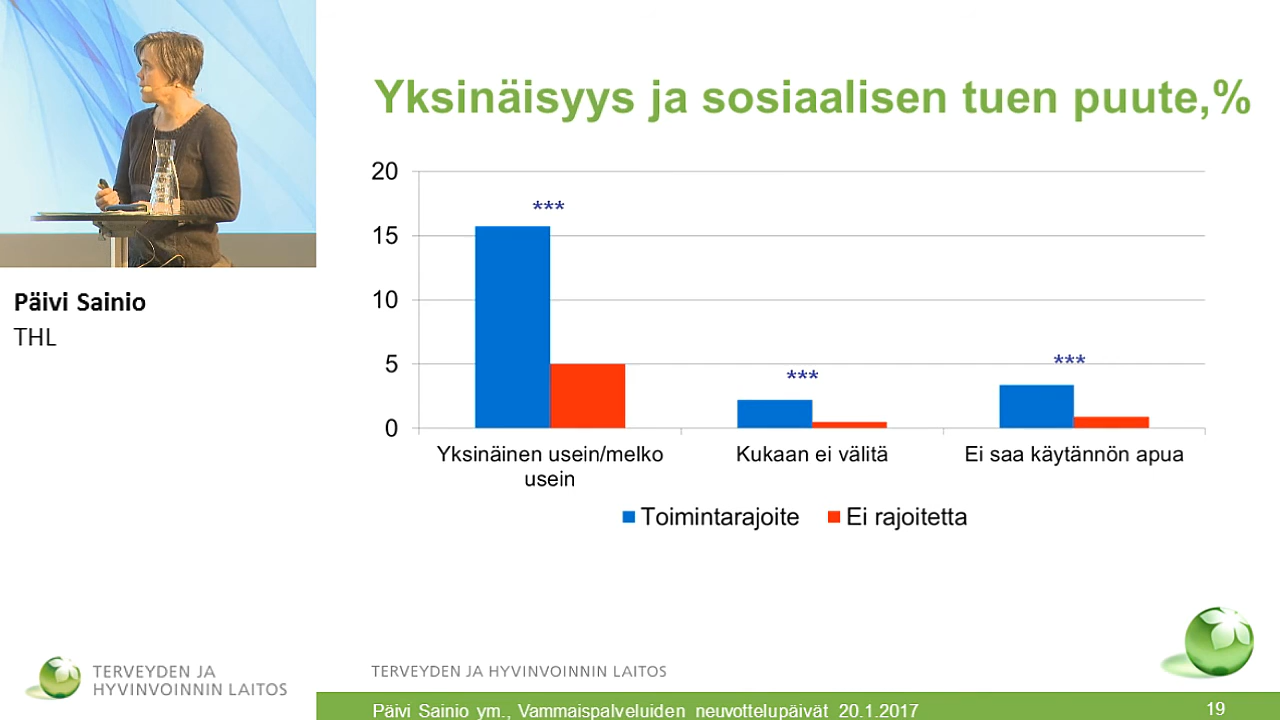 Yksinäisyys ja sosiaalisen tuen puute,%
20
***
15
10
5
***
***
0
Yksinäinen usein/melko
usein
Kukaan ei välitä
Ei saa käytännön apua
Toimintarajoite
Ei rajoitetta
Päivi Sainio
THL
TERVEYDEN JA
HYVINVOINNIN LAITOS
TERVEYDEN JA HYVINVOINNIN LAITOS
Päivi Sainio ym., Vammaispalveluiden neuvottelupäivät 20.1.2017
19